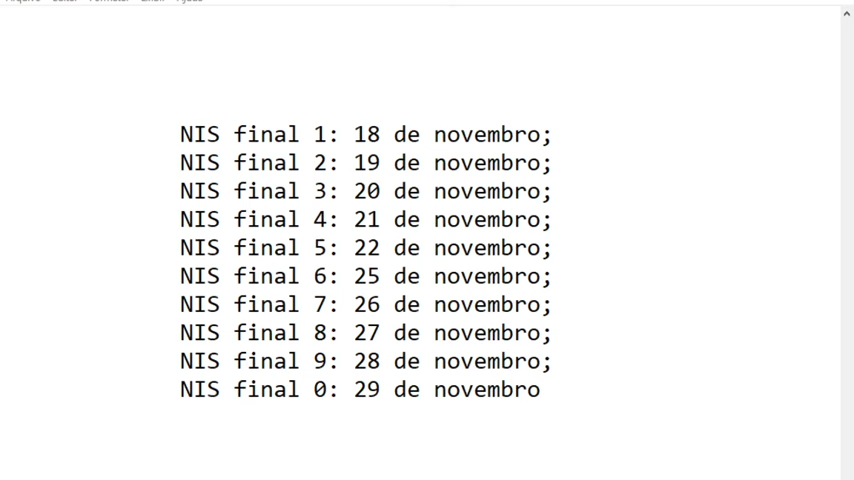 NIS final 1: 18 de novembro;
NIS final 2: 19 de novembro;
NIS final 3: 20 de novembro;
NIS final 4: 21 de novembro;
NIS final 5: 22 de novembro;
NIS final 6: 25 de novembro;
NIS final 7: 26 de novembro;
NIS final 8: 27 de novembro;
NIS final 9: 28 de novembro;
NIS final 0: 29 de novembro